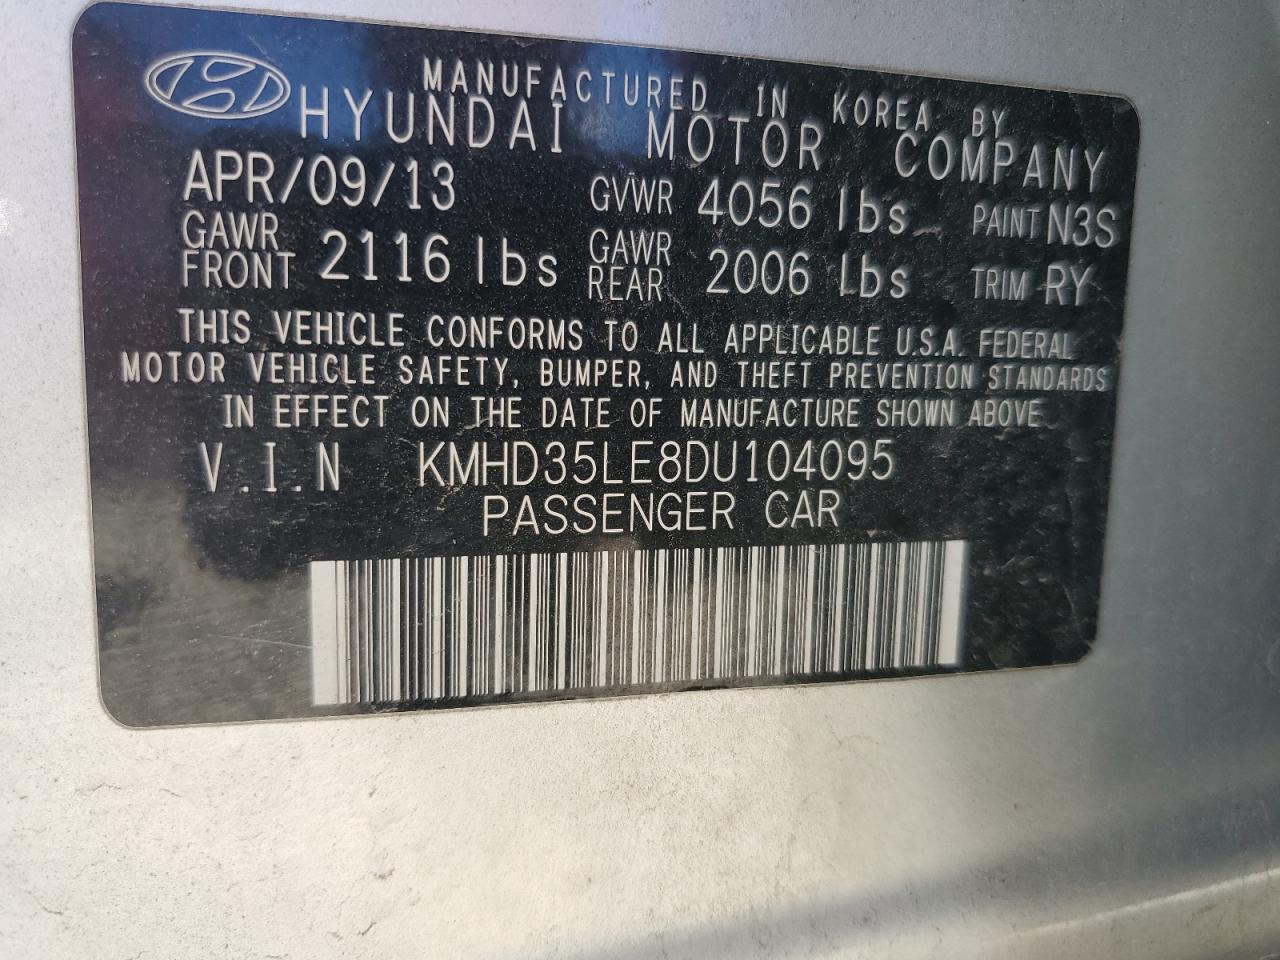 MANUFACTURED IN KOREA BY
HYUNDAI MOTOR COMPANY
APR/09/13 GVWR 4056 lbs PAINT N3S
GAWR FRONT 2116 lbs GAWR REAR 2006 lbs TRIM RY
THIS VEHICLE CONFORMS TO ALL APPLICABLE U.S.A. FEDERAL
MOTOR VEHICLE SAFETY, BUMPER, AND THEFT PREVENTION STANDARDS
IN EFFECT ON THE DATE OF MANUFACTURE SHOWN ABOVE
V.I.N KMHD35LE8DU104095
PASSENGER CAR